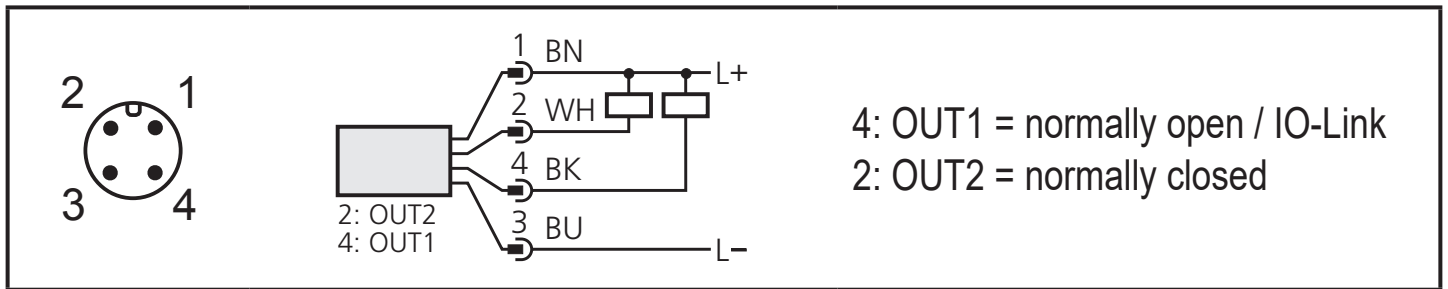 2 1
3 4
1 BN
L+
2 WH
4 BK
2: OUT2
4: OUT1
3 BU
L−
4: OUT1 = normally open / IO-Link
2: OUT2 = normally closed